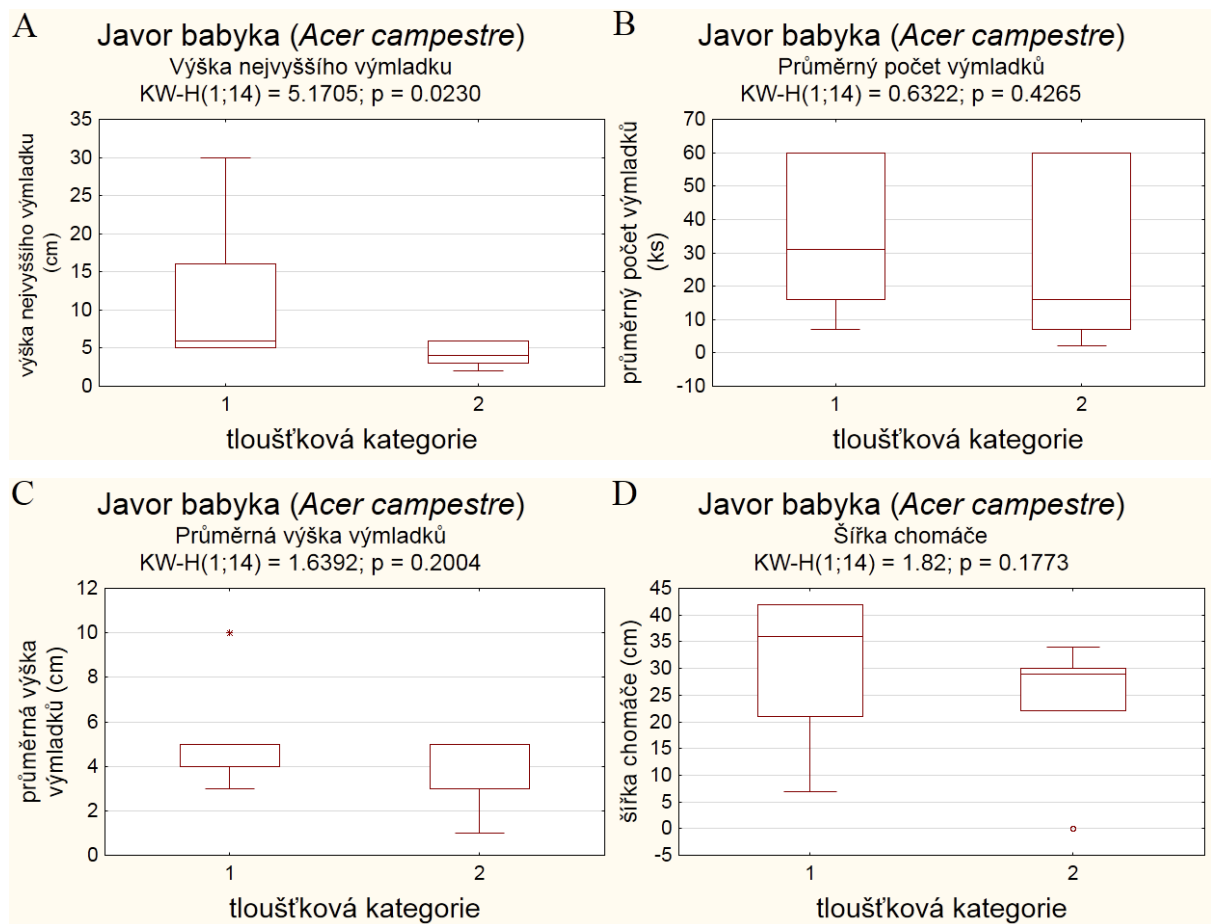 A
Javor babyka (Acer campestre)
Výška nejvyššího výmladku
KW-H(1;14) = 5.1705; p = 0.0230
výška nejvyššího výmladku
(cm)
35
30
25
20
15
10
5
0
1
2
tloušťková kategorie
B
Javor babyka (Acer campestre)
Průměrný počet výmladků
KW-H(1;14) = 0.6322; p = 0.4265
průměrný počet výmladků
(ks)
70
60
50
40
30
20
10
0
-10
1
2
tloušťková kategorie
C
Javor babyka (Acer campestre)
Průměrná výška výmladků
KW-H(1;14) = 1.6392; p = 0.2004
průměrná výška
výmladků (cm)
12
10
8
6
4
2
0
1
2
tloušťková kategorie
D
Javor babyka (Acer campestre)
Šířka chomáče
KW-H(1;14) = 1.82; p = 0.1773
šířka chomáče (cm)
45
40
35
30
25
20
15
10
5
0
-5
1
2
tloušťková kategorie